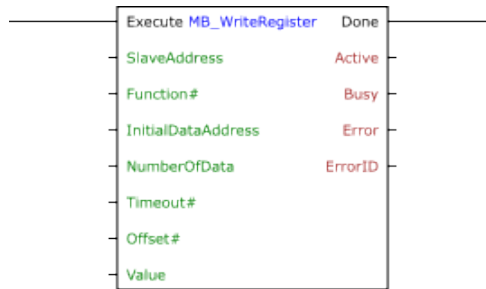 Execute MB_WriteRegister Done
SlaveAddress Active
Function# Busy
InitialDataAddress Error
NumberOfData ErrorID
Timeout#
Offset#
Value